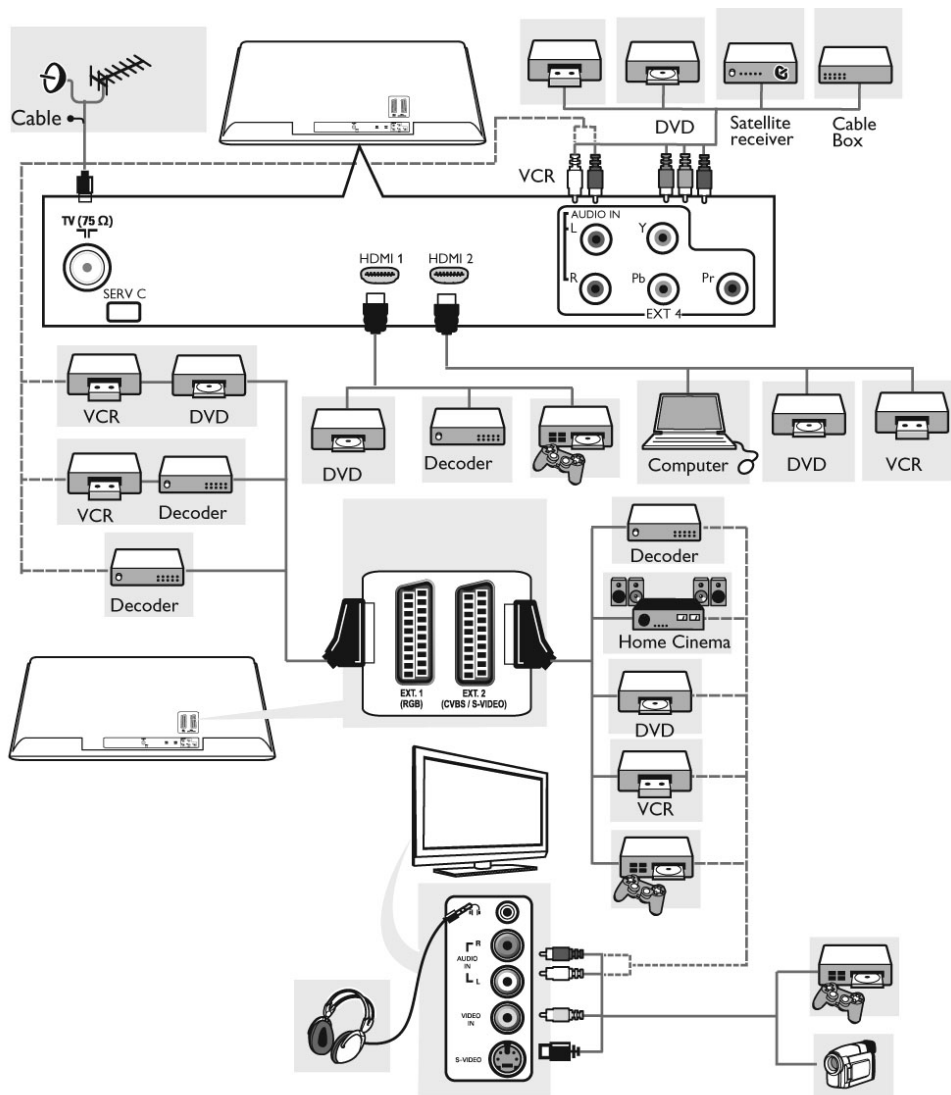 Cable
DVD
Satellite
receiver
Cable
Box
VCR
TV (75 Ω)
SERV C
HDMI 1
HDMI 2
AUDIO IN
L
Y
R
Pb
Pr
EXT 4
VCR
DVD
DVD
Decoder
Computer
DVD
VCR
VCR
Decoder
Decoder
Decoder
Home Cinema
EXT. 1
(RGB)
EXT. 2
(CVBS / S-VIDEO)
DVD
VCR
R
AUDIO
IN
L
VIDEO
IN
S-VIDEO